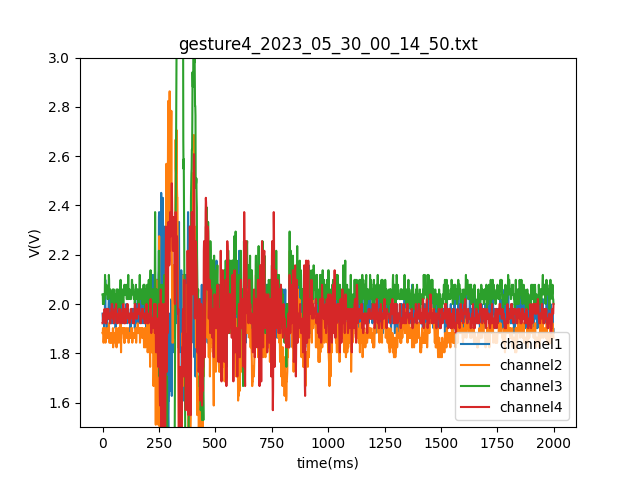 gesture4_2023_05_30_00_14_50.txt
3.0
2.8
2.6
2.4
2.2
2.0
1.8
1.6
V(V)
0 250 500 750 1000 1250 1500 1750 2000
time(ms)
channel1
channel2
channel3
channel4